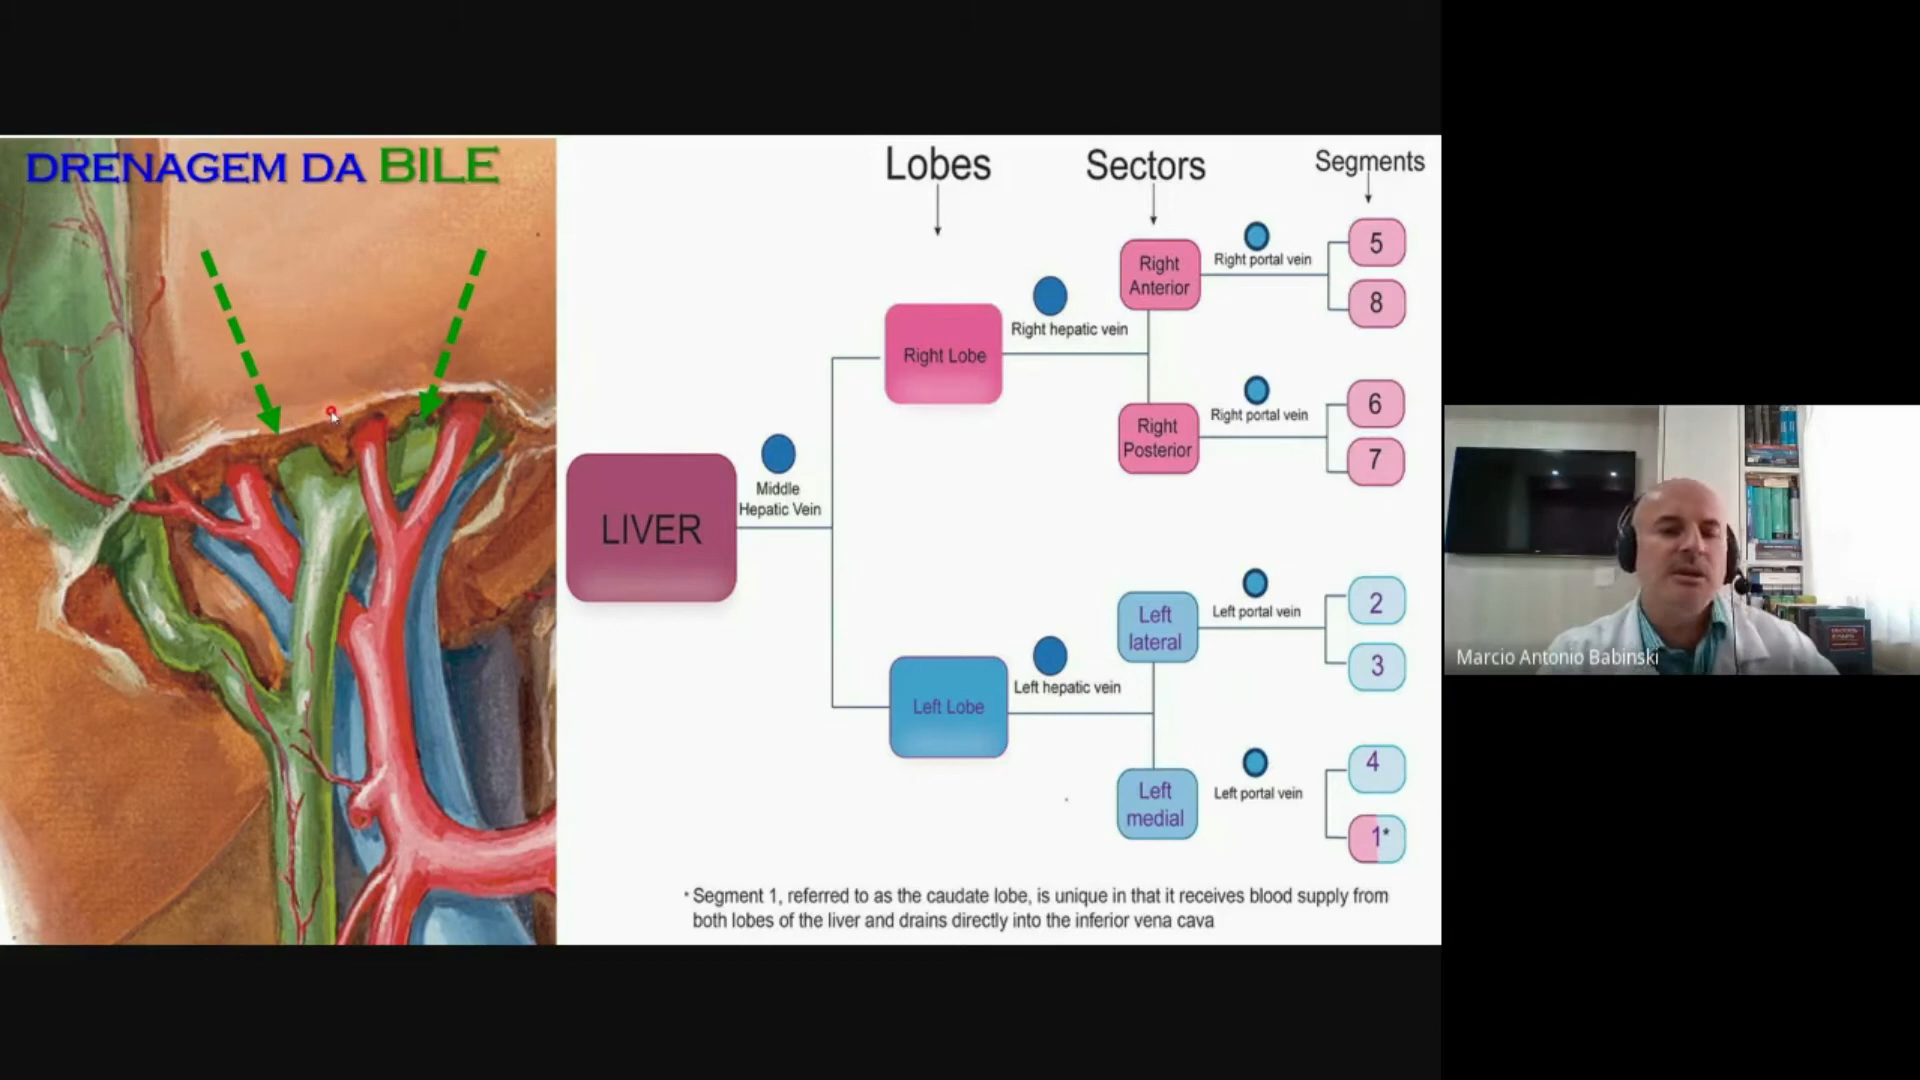 DRENAGEM DA BILE
Lobes
Sectors
Segments
Right
Anterior
Right portal vein
5
8
Right hepatic vein
Right Lobe
Right
Posterior
Right portal vein
6
7
Middle
Hepatic Vein
LIVER
Left
lateral
Left portal vein
2
3
Left hepatic vein
Left Lobe
Left
medial
Left portal vein
4
1*
* Segment 1, referred to as the caudate lobe, is unique in that it receives blood supply from
both lobes of the liver and drains directly into the inferior vena cava
Marcio Antonio Babinski